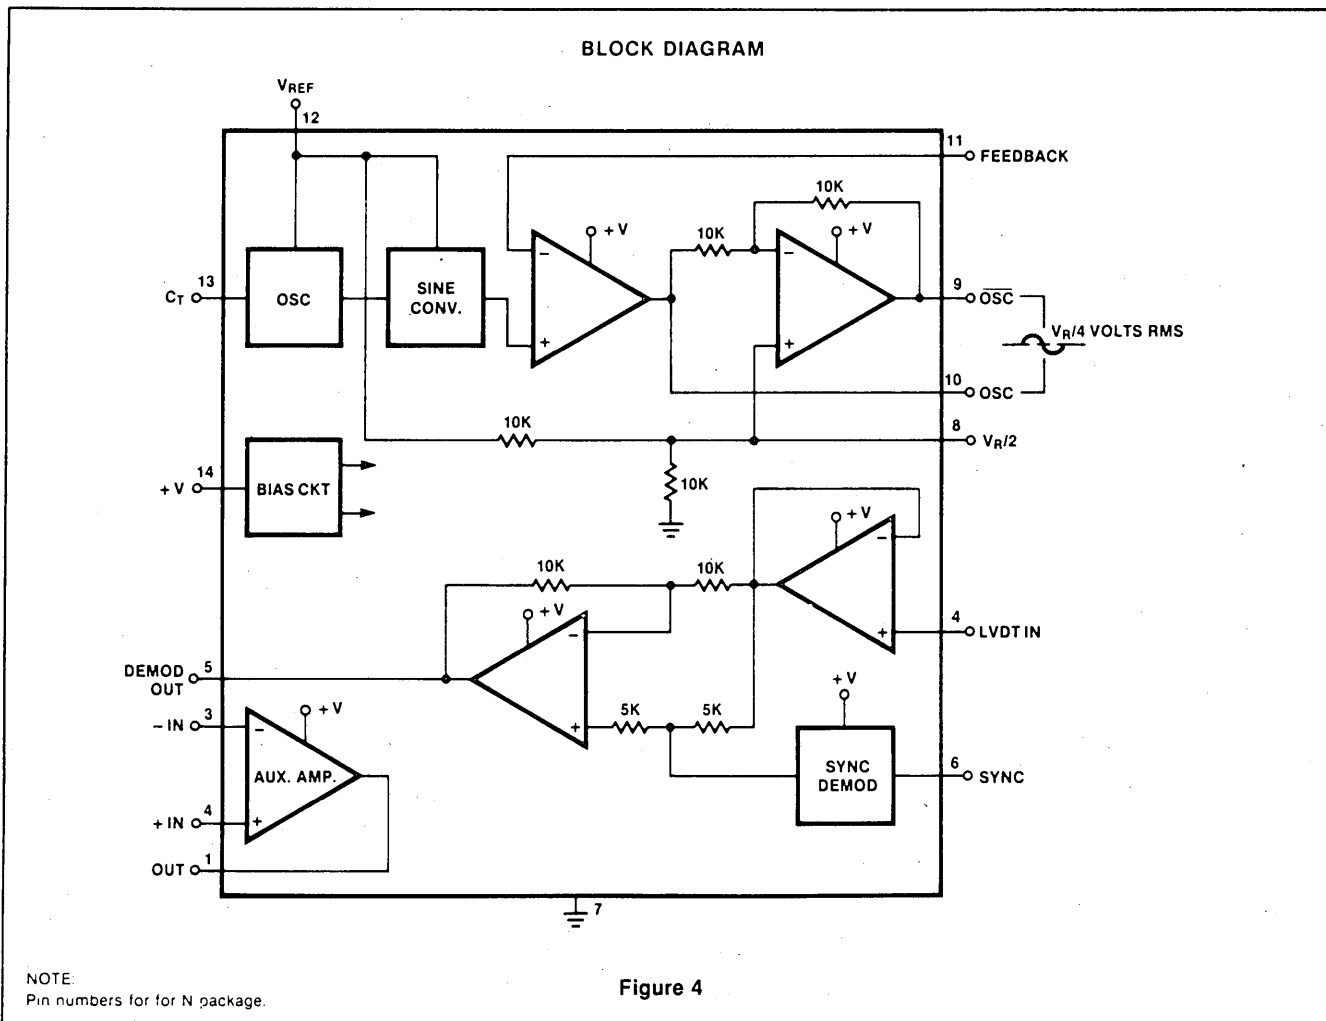 BLOCK DIAGRAM
VREF
12
11
FEEDBACK
10K
+V
+V
10K
−
−
13
CT
OSC
SINE
CONV.
9
OSC
+
+
VR/4 VOLTS RMS
10
OSC
10K
8
VR/2
14
+V
BIAS CKT
10K
+V
−
10K
10K
+V
−
4
LVDT IN
+
DEMOD
OUT
5
+V
5K
5K
+
+V
−IN
3
−
SYNC
DEMOD
6
SYNC
AUX. AMP.
+IN
4
+
OUT
1
7
NOTE:
Pin numbers for for N package.
Figure 4